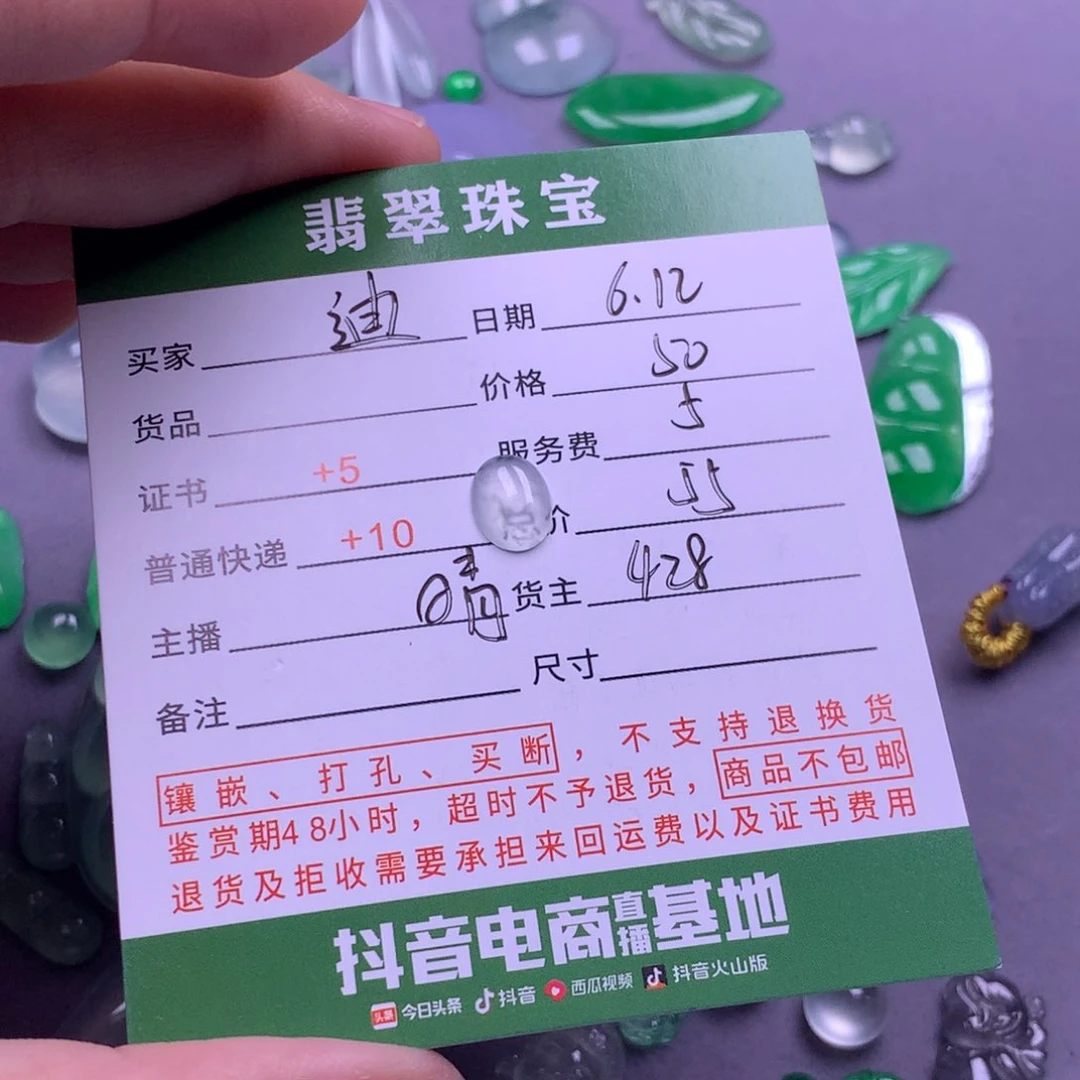 翡翠珠宝
买家 迪 日期 6.12
货品 价格 50
证书 +5 服务费 5
普通快递 +10 价 55
主播 晴 货主 428
备注 尺寸
镶嵌、打孔、买断，不支持退换货
鉴赏期48小时，超时不予退货，商品不包邮
退货及拒收需要承担来回运费以及证书费用
抖音电商直播基地
头条 今日头条 抖音 西瓜视频 抖音火山版